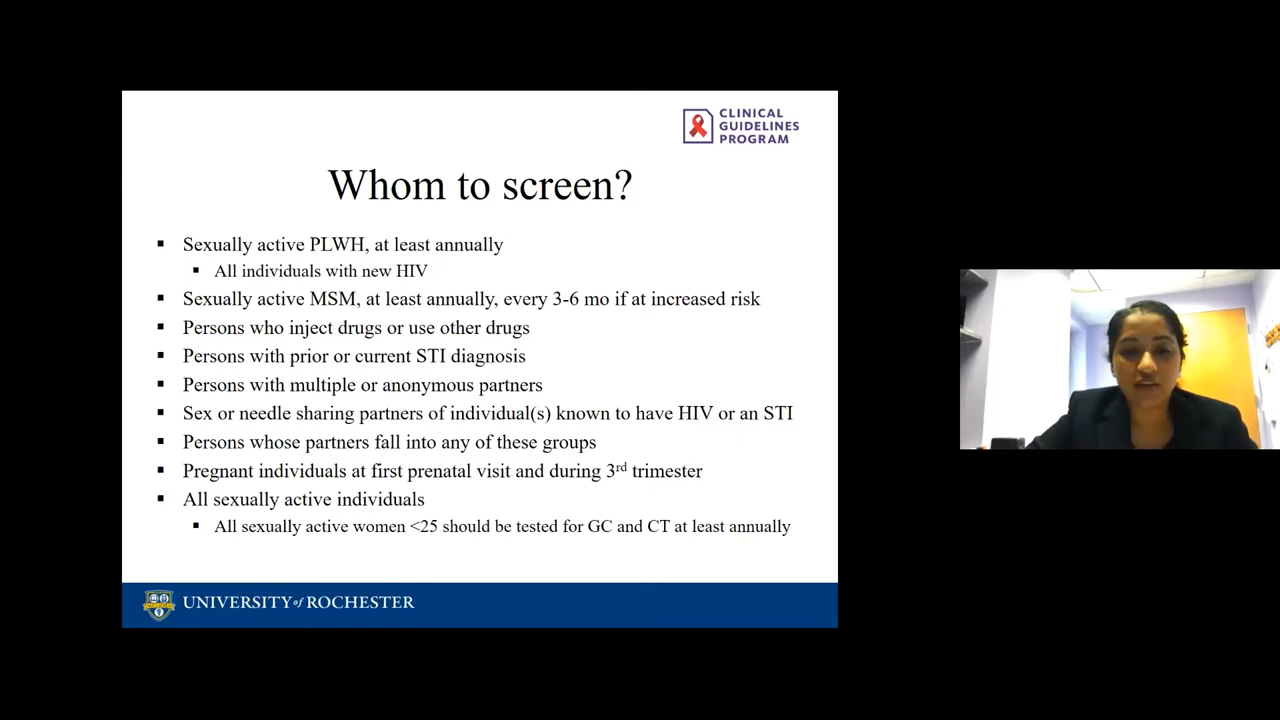 CLINICAL
GUIDELINES
PROGRAM
Whom to screen?
▪ Sexually active PLWH, at least annually
▪ All individuals with new HIV
▪ Sexually active MSM, at least annually, every 3-6 mo if at increased risk
▪ Persons who inject drugs or use other drugs
▪ Persons with prior or current STI diagnosis
▪ Persons with multiple or anonymous partners
▪ Sex or needle sharing partners of individual(s) known to have HIV or an STI
▪ Persons whose partners fall into any of these groups
▪ Pregnant individuals at first prenatal visit and during 3rd trimester
▪ All sexually active individuals
▪ All sexually active women <25 should be tested for GC and CT at least annually
UNIVERSITY of ROCHESTER